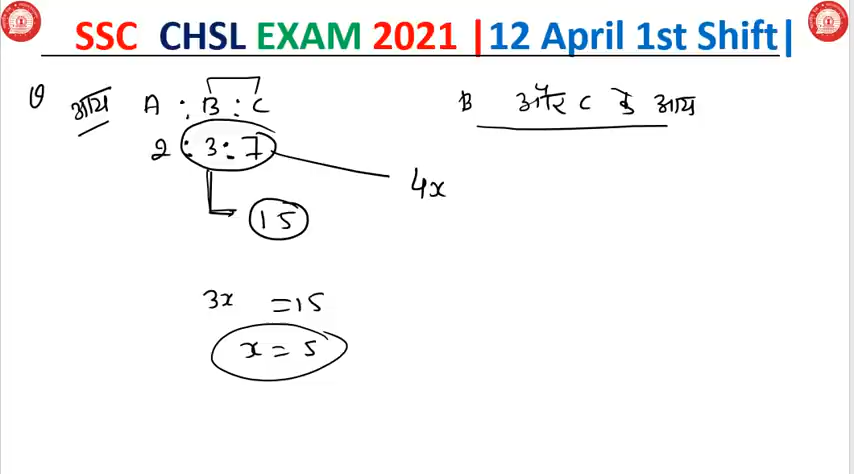 SSC CHSL EXAM 2021 | 12 April 1st Shift|
आय A : B : C
2 : 3 : 7
15
4x
3x = 15
x = 5
B और C के आय